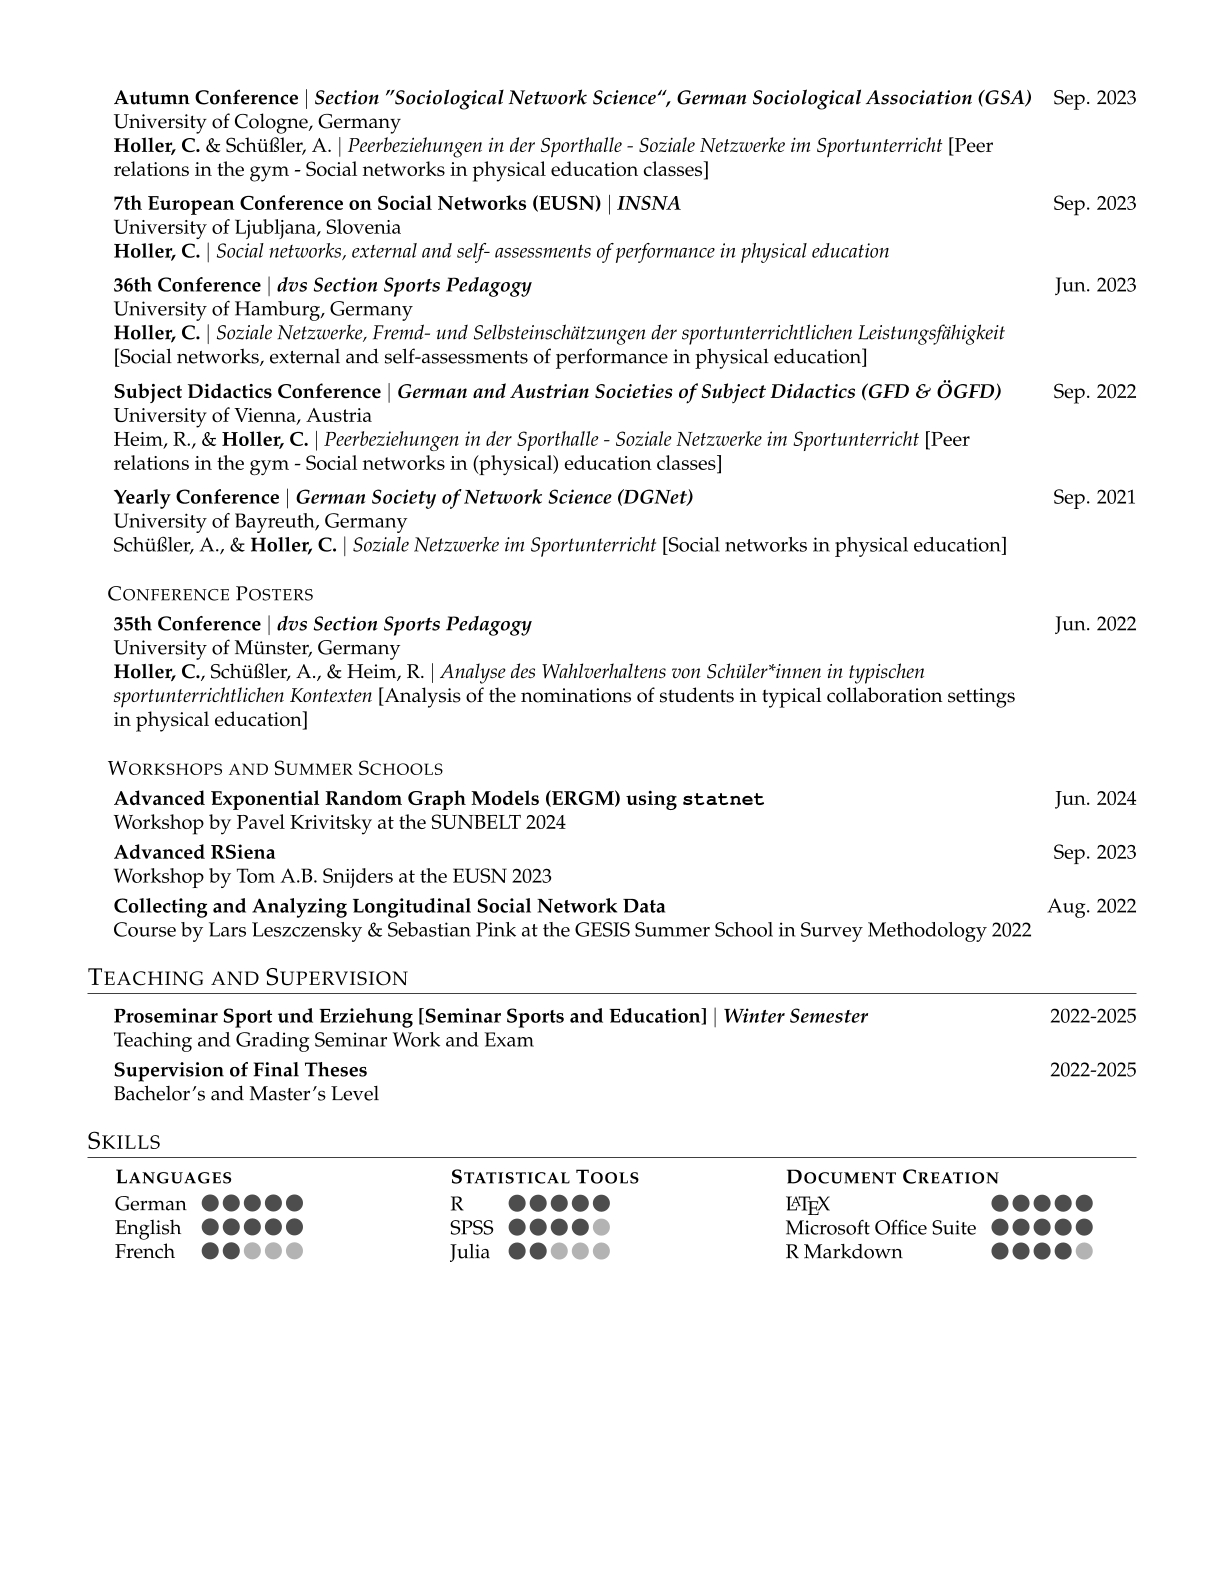 Autumn Conference | Section ”Sociological Network Science“, German Sociological Association (GSA) Sep. 2023
University of Cologne, Germany
Holler, C. & Schüßler, A. | Peerbeziehungen in der Sporthalle - Soziale Netzwerke im Sportunterricht [Peer
relations in the gym - Social networks in physical education classes]
7th European Conference on Social Networks (EUSN) | INSNA Sep. 2023
University of Ljubljana, Slovenia
Holler, C. | Social networks, external and self- assessments of performance in physical education
36th Conference | dvs Section Sports Pedagogy Jun. 2023
University of Hamburg, Germany
Holler, C. | Soziale Netzwerke, Fremd- und Selbsteinschätzungen der sportunterrichtlichen Leistungsfähigkeit
[Social networks, external and self-assessments of performance in physical education]
Subject Didactics Conference | German and Austrian Societies of Subject Didactics (GFD & ÖGFD) Sep. 2022
University of Vienna, Austria
Heim, R., & Holler, C. | Peerbeziehungen in der Sporthalle - Soziale Netzwerke im Sportunterricht [Peer
relations in the gym - Social networks in (physical) education classes]
Yearly Conference | German Society of Network Science (DGNet) Sep. 2021
University of Bayreuth, Germany
Schüßler, A., & Holler, C. | Soziale Netzwerke im Sportunterricht [Social networks in physical education]
Conference Posters
35th Conference | dvs Section Sports Pedagogy Jun. 2022
University of Münster, Germany
Holler, C., Schüßler, A., & Heim, R. | Analyse des Wahlverhaltens von Schüler*innen in typischen
sportunterrichtlichen Kontexten [Analysis of the nominations of students in typical collaboration settings
in physical education]
Workshops and Summer Schools
Advanced Exponential Random Graph Models (ERGM) using statnet Jun. 2024
Workshop by Pavel Krivitsky at the SUNBELT 2024
Advanced RSiena Sep. 2023
Workshop by Tom A.B. Snijders at the EUSN 2023
Collecting and Analyzing Longitudinal Social Network Data Aug. 2022
Course by Lars Leszczensky & Sebastian Pink at the GESIS Summer School in Survey Methodology 2022
Teaching and Supervision
Proseminar Sport und Erziehung [Seminar Sports and Education] | Winter Semester 2022-2025
Teaching and Grading Seminar Work and Exam
Supervision of Final Theses 2022-2025
Bachelor's and Master's Level
Skills
Languages Statistical Tools Document Creation
German R LATEX
English SPSS Microsoft Office Suite
French Julia R Markdown